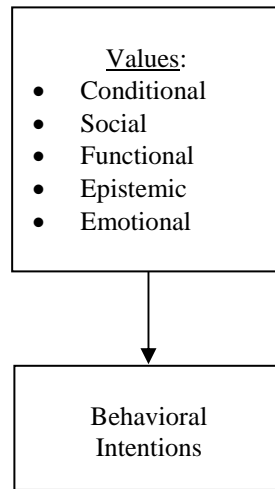 Values:
• Conditional
• Social
• Functional
• Epistemic
• Emotional
Behavioral
Intentions